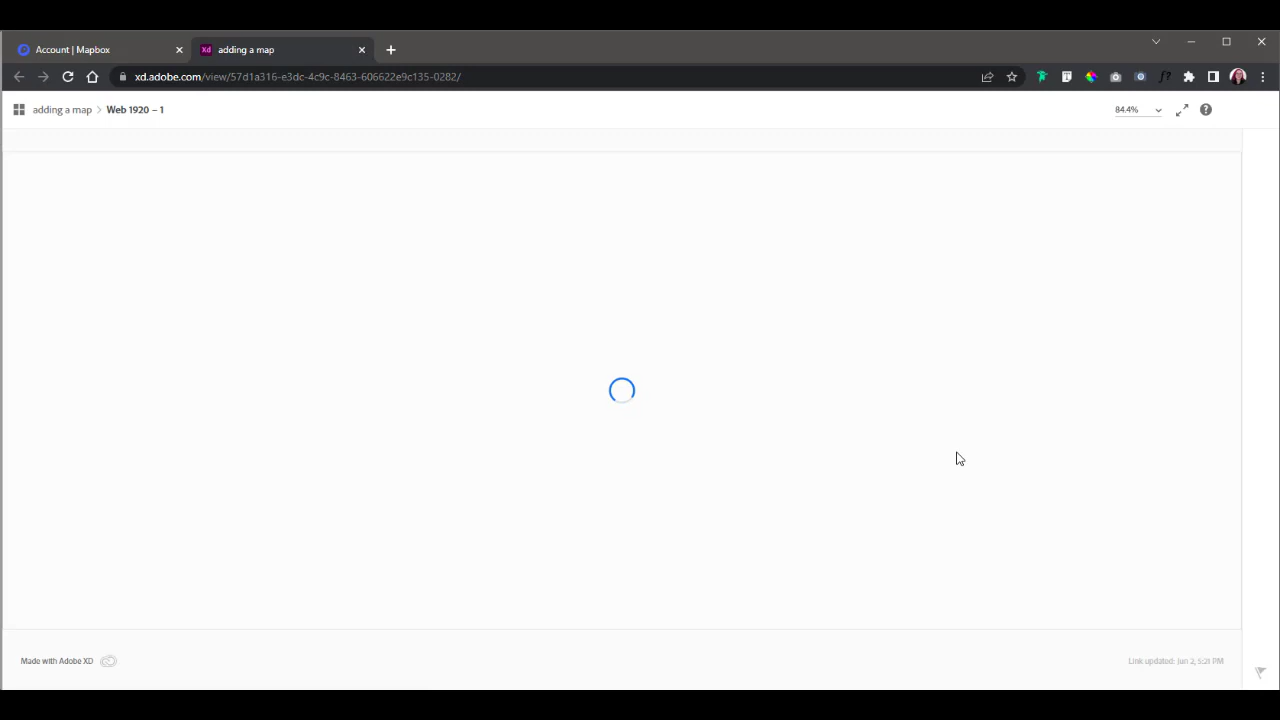 Account | Mapbox
Xd adding a map
xd.adobe.com/view/57d1a316-e3dc-4c9c-8463-606622e9c135-0282/
f?
adding a map > Web 1920 – 1
84.4%
?
Made with Adobe XD
Link updated: Jun 2, 5:21 PM